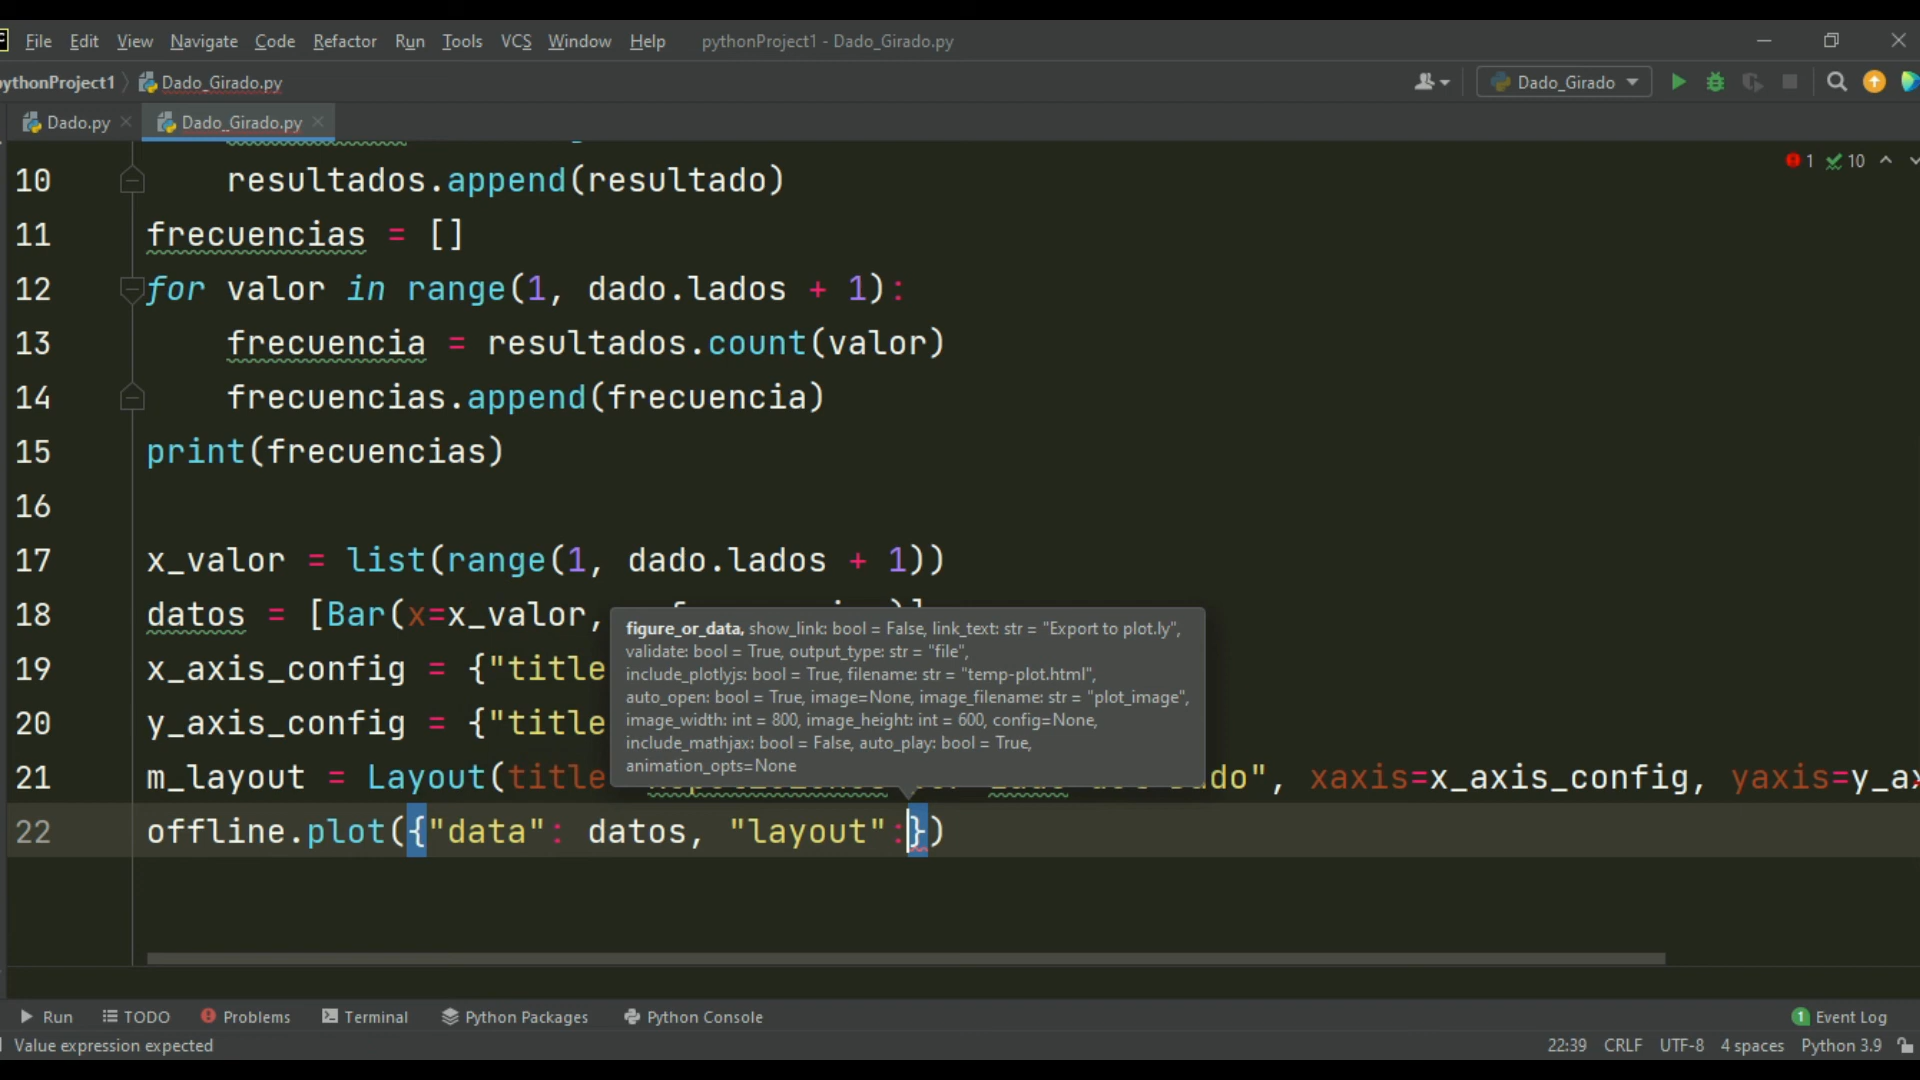 File Edit View Navigate Code Refactor Run Tools VCS Window Help pythonProject1 - Dado_Girado.py
ythonProject1 Dado_Girado.py Dado_Girado
Dado.py Dado_Girado.py
1 10
10 resultados.append(resultado)
11 frecuencias = []
12 for valor in range(1, dado.lados + 1):
13 frecuencia = resultados.count(valor)
14 frecuencias.append(frecuencia)
15 print(frecuencias)
16
17 x_valor = list(range(1, dado.lados + 1))
18 datos = [Bar(x=x_valor,
19 x_axis_config = {"title
20 y_axis_config = {"title
21 m_layout = Layout(title xaxis=x_axis_config, yaxis=y_ax
22 offline.plot({"data": datos, "layout":})
figure_or_data, show_link: bool = False, link_text: str = "Export to plot.ly",
validate: bool = True, output_type: str = "file",
include_plotlyjs: bool = True, filename: str = "temp-plot.html",
auto_open: bool = True, image=None, image_filename: str = "plot_image",
image_width: int = 800, image_height: int = 600, config=None,
include_mathjax: bool = False, auto_play: bool = True,
animation_opts=None
Run TODO Problems Terminal Python Packages Python Console 1 Event Log
Value expression expected 22:39 CRLF UTF-8 4 spaces Python 3.9